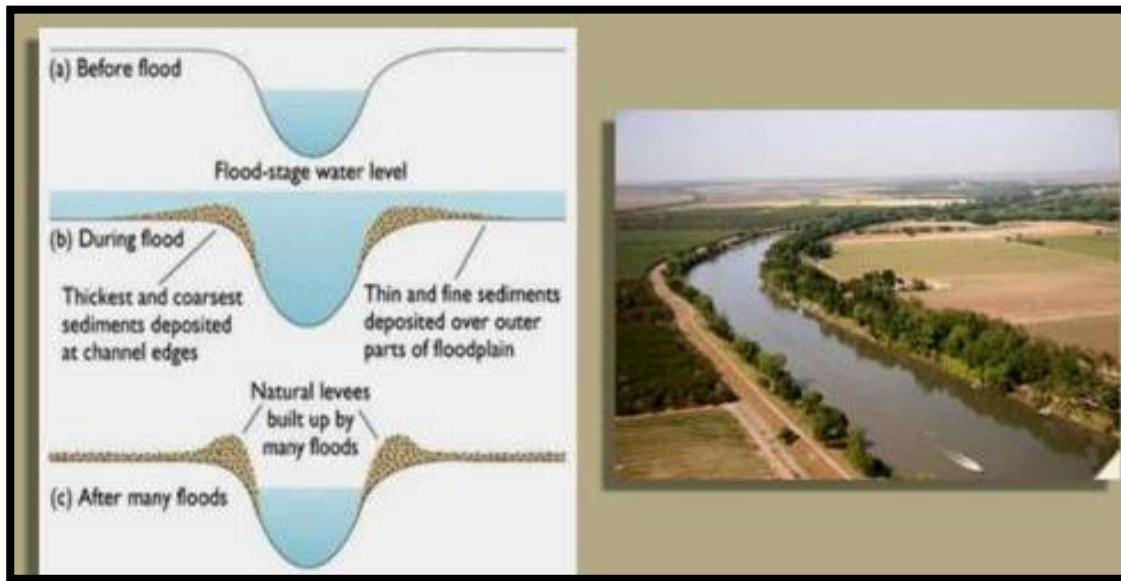 (a) Before flood
Flood-stage water level
(b) During flood
Thickest and coarsest
sediments deposited
at channel edges
Thin and fine sediments
deposited over outer
parts of floodplain
Natural levees
built up by
many floods
(c) After many floods